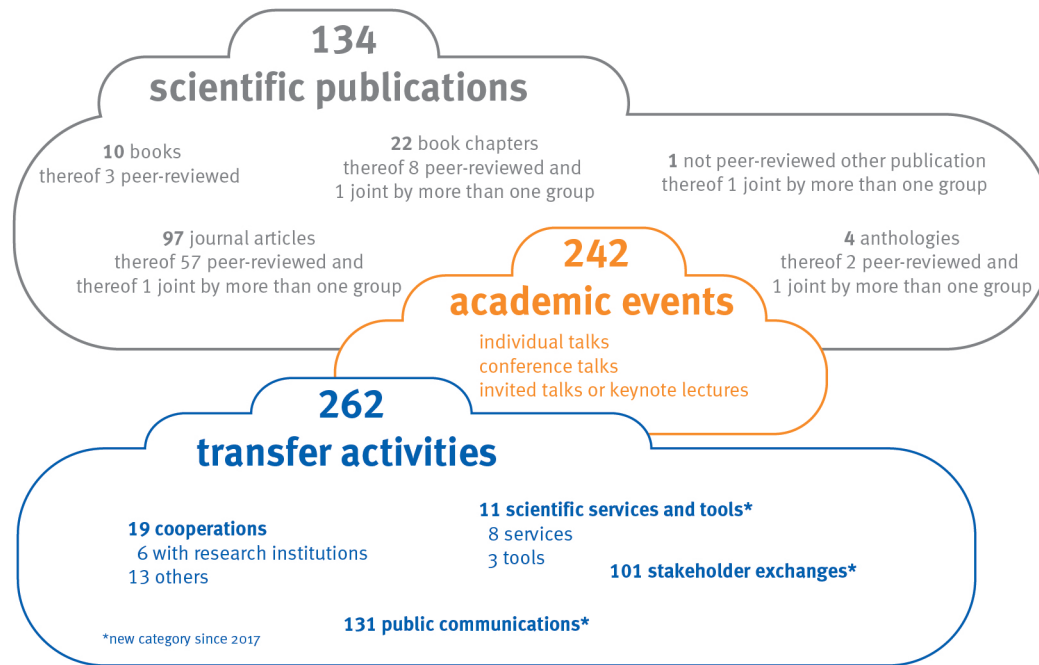 134
scientific publications
10 books
thereof 3 peer-reviewed
22 book chapters
thereof 8 peer-reviewed and
1 joint by more than one group
1 not peer-reviewed other publication
thereof 1 joint by more than one group
97 journal articles
thereof 57 peer-reviewed and
thereof 1 joint by more than one group
4 anthologies
thereof 2 peer-reviewed and
1 joint by more than one group
242
academic events
individual talks
conference talks
invited talks or keynote lectures
262
transfer activities
19 cooperations
6 with research institutions
13 others
11 scientific services and tools*
8 services
3 tools
101 stakeholder exchanges*
131 public communications*
*new category since 2017